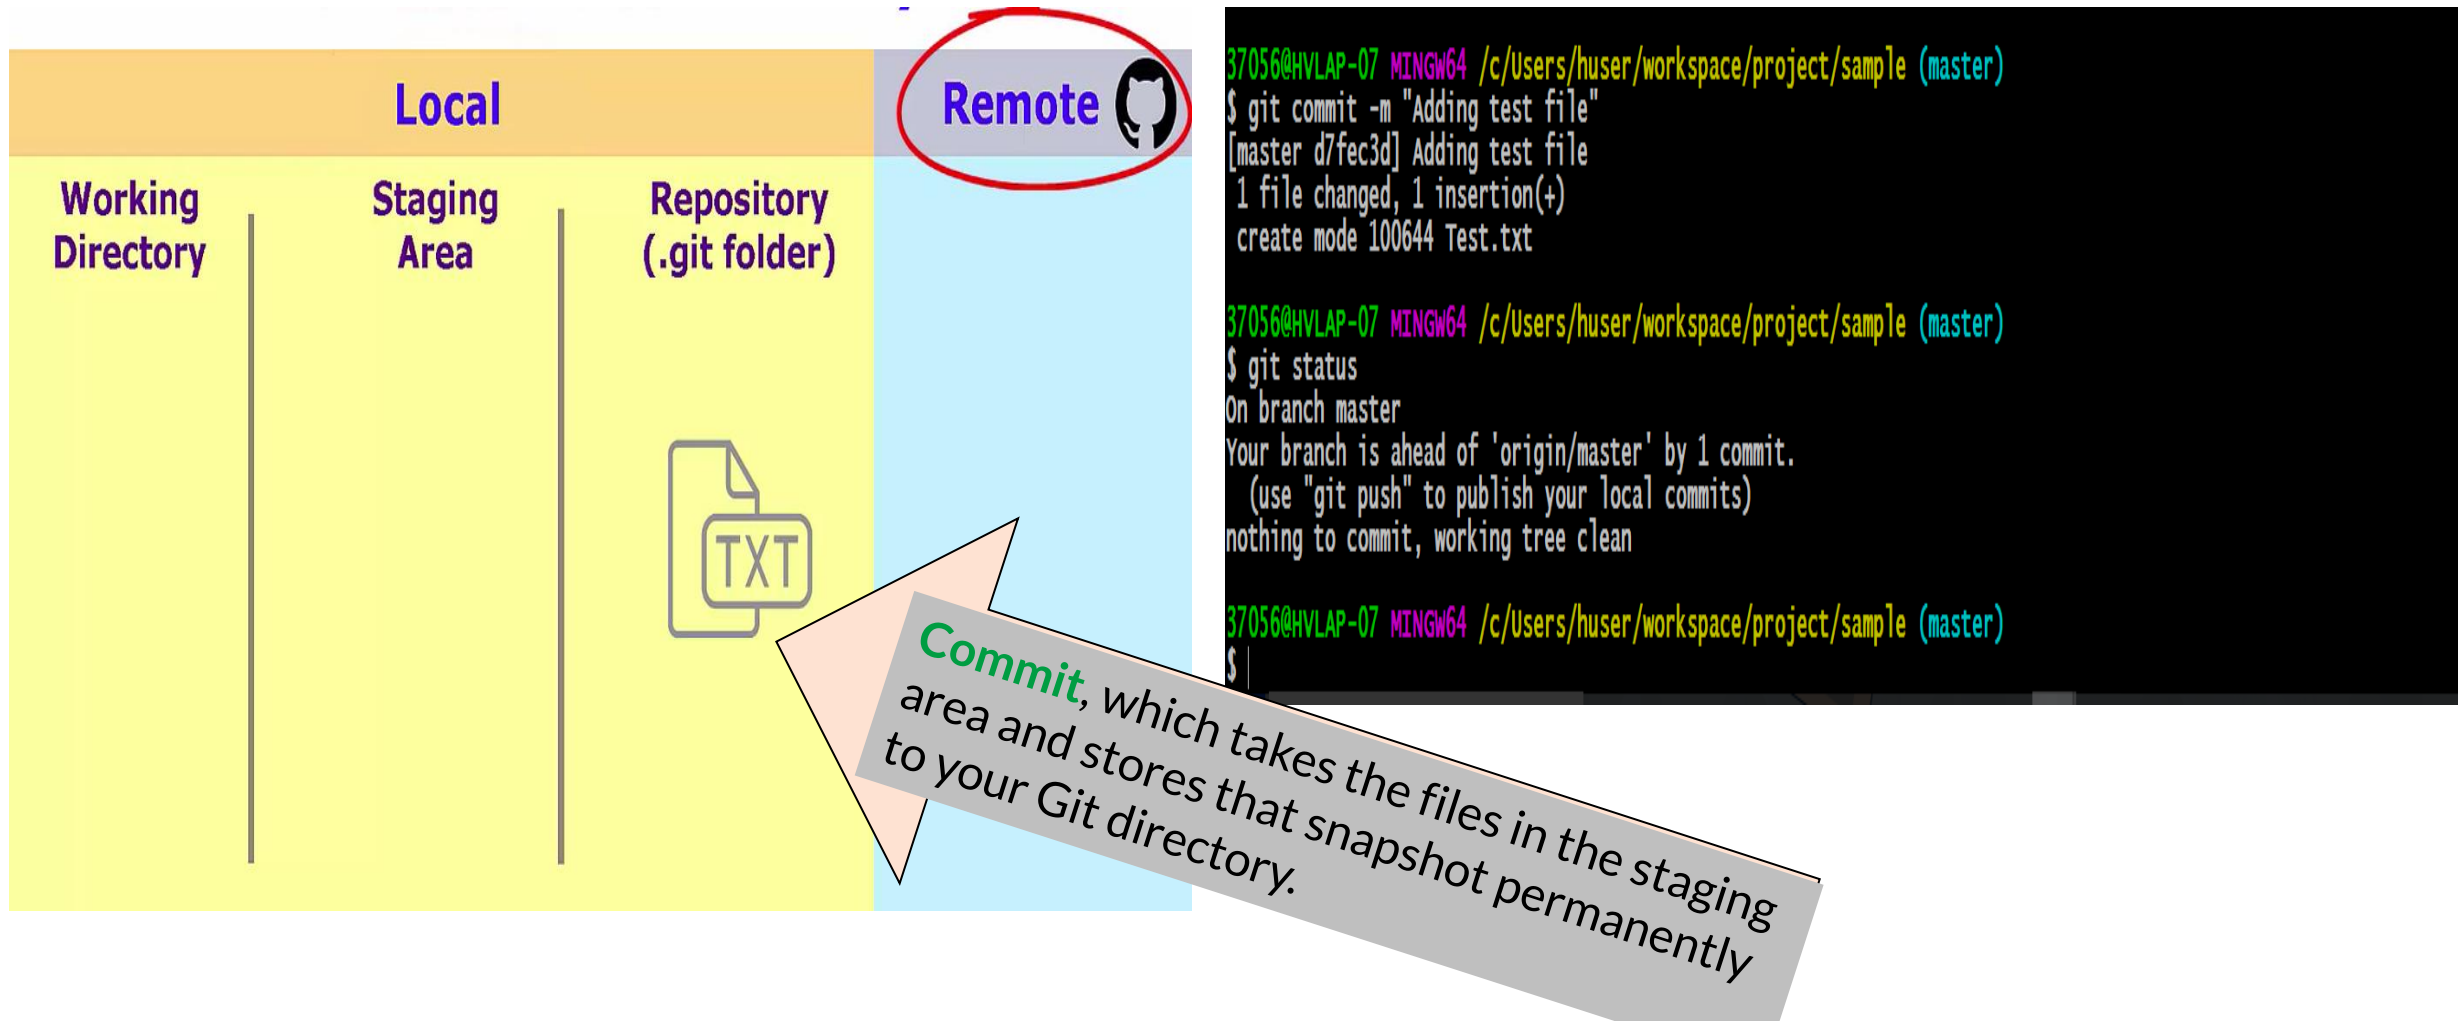 Local
Remote
Working
Directory
Staging
Area
Repository
(.git folder)
TXT
Commit, which takes the files in the staging
area and stores that snapshot permanently
to your Git directory.
37056@HVLAP-07 MINGW64 /c/Users/huser/workspace/project/sample (master)
$ git commit -m "Adding test file"
[master d7fec3d] Adding test file
1 file changed, 1 insertion(+)
create mode 100644 Test.txt
37056@HVLAP-07 MINGW64 /c/Users/huser/workspace/project/sample (master)
$ git status
On branch master
Your branch is ahead of 'origin/master' by 1 commit.
(use "git push" to publish your local commits)
nothing to commit, working tree clean
37056@HVLAP-07 MINGW64 /c/Users/huser/workspace/project/sample (master)
$